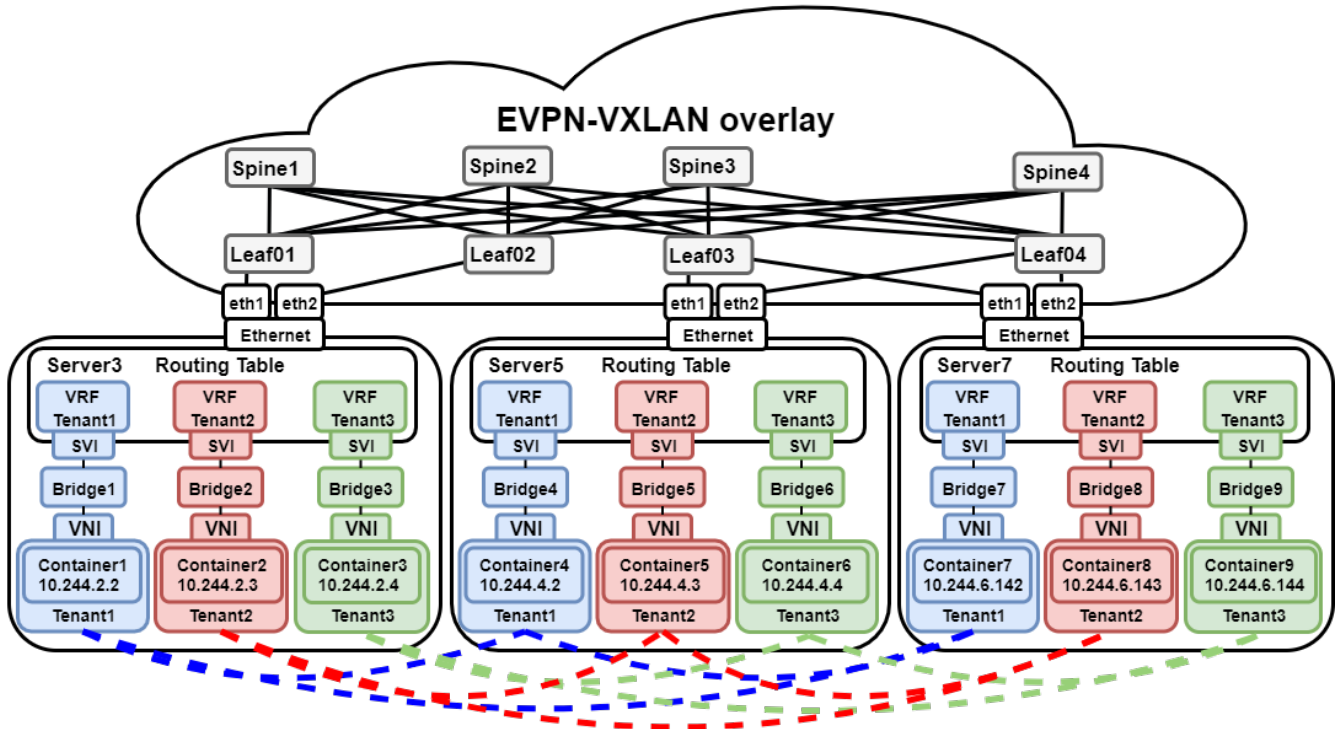 EVPN-VXLAN overlay
Spine1
Spine2
Spine3
Spine4
Leaf01
Leaf02
Leaf03
Leaf04
eth1
eth2
eth1
eth2
eth1
eth2
Ethernet
Ethernet
Ethernet
Server3 Routing Table
VRF
Tenant1
VRF
Tenant2
VRF
Tenant3
SVI
SVI
SVI
Bridge1
Bridge2
Bridge3
VNI
VNI
VNI
Container1
10.244.2.2
Tenant1
Container2
10.244.2.3
Tenant2
Container3
10.244.2.4
Tenant3
Server5 Routing Table
VRF
Tenant1
VRF
Tenant2
VRF
Tenant3
SVI
SVI
SVI
Bridge4
Bridge5
Bridge6
VNI
VNI
VNI
Container4
10.244.4.2
Tenant1
Container5
10.244.4.3
Tenant2
Container6
10.244.4.4
Tenant3
Server7 Routing Table
VRF
Tenant1
VRF
Tenant2
VRF
Tenant3
SVI
SVI
SVI
Bridge7
Bridge8
Bridge9
VNI
VNI
VNI
Container7
10.244.6.142
Tenant1
Container8
10.244.6.143
Tenant2
Container9
10.244.6.144
Tenant3